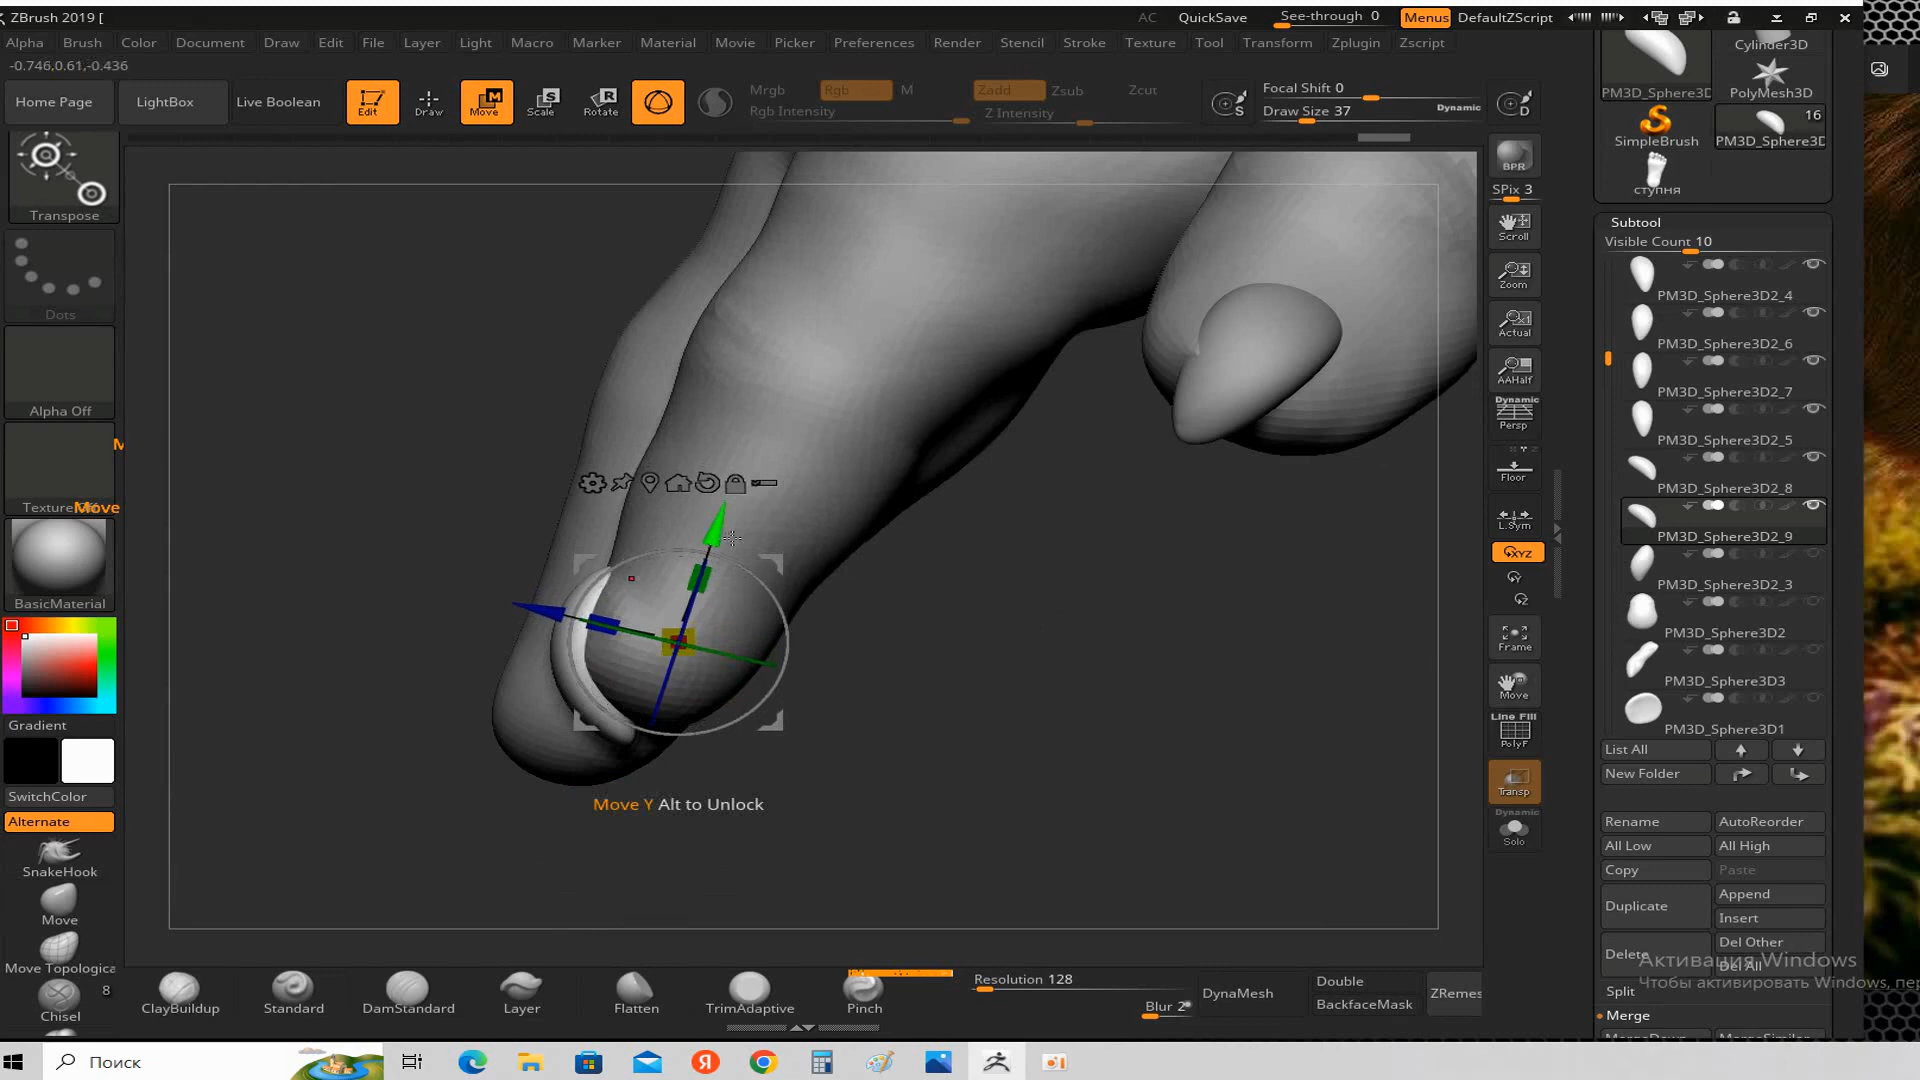 ZBrush 2019 [
AC
QuickSave
See-through 0
Menus
DefaultZScript
Alpha
Brush
Color
Document
Draw
Edit
File
Layer
Light
Macro
Marker
Material
Movie
Picker
Preferences
Render
Stencil
Stroke
Texture
Tool
Transform
Zplugin
Zscript
-0.746,0.61,-0.436
Home Page
LightBox
Live Boolean
Edit
Draw
Move
Scale
Rotate
Mrgb
Rgb
M
Rgb Intensity
Zadd
Zsub
Zcut
Z Intensity
Focal Shift 0
Draw Size 37
Dynamic
Cylinder3D
PM3D_Sphere3D
PolyMesh3D
SimpleBrush
16
PM3D_Sphere3D
ступня
Transpose
Dots
Alpha Off
Texture Off
Move
BasicMaterial
Gradient
SwitchColor
Alternate
SnakeHook
Move
Move Topologica
8
Chisel
BPR
SPix 3
Scroll
Zoom
Actual
AAHalf
Dynamic
Persp
Floor
L.Sym
XYZ
Frame
Move
Line Fill
PolyF
Transp
Dynamic
Solo
Move Y Alt to Unlock
Subtool
Visible Count 10
PM3D_Sphere3D2_4
PM3D_Sphere3D2_6
PM3D_Sphere3D2_7
PM3D_Sphere3D2_5
PM3D_Sphere3D2_8
PM3D_Sphere3D2_9
PM3D_Sphere3D2_3
PM3D_Sphere3D2
PM3D_Sphere3D3
PM3D_Sphere3D1
List All
New Folder
Rename
AutoReorder
All Low
All High
Copy
Paste
Duplicate
Append
Insert
Delete
Del Other
Del All
Split
Merge
Активация Windows
Чтобы активировать Windows, пер
ClayBuildup
Standard
DamStandard
Layer
Flatten
TrimAdaptive
Pinch
Resolution 128
Blur 2
DynaMesh
Double
BackfaceMask
ZRemes
Поиск